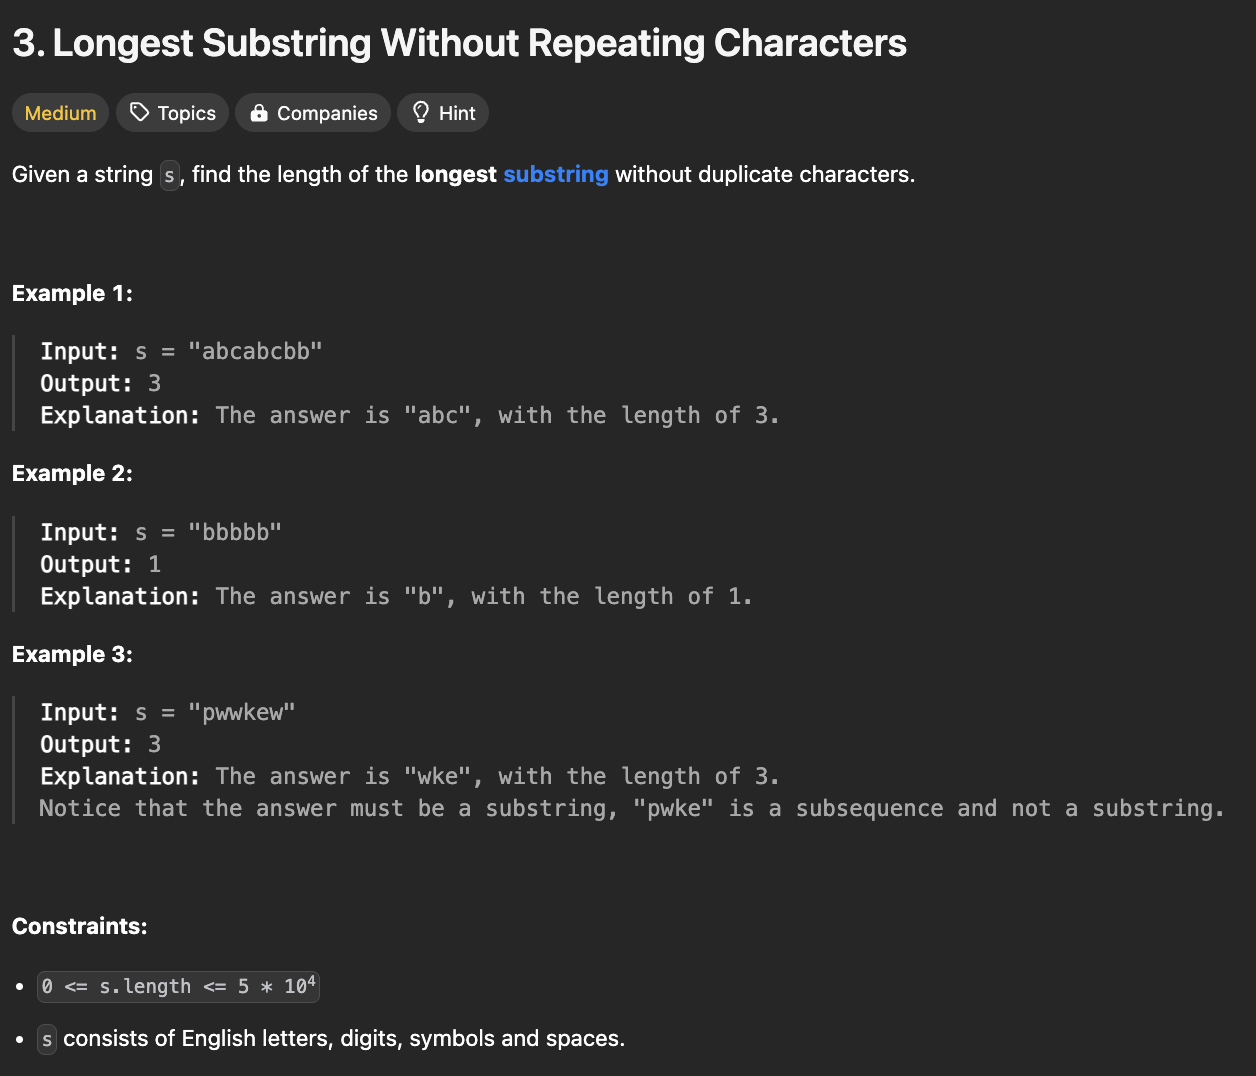 3. Longest Substring Without Repeating Characters
Medium Topics Companies Hint
Given a string s, find the length of the longest substring without duplicate characters.
Example 1:
Input: s = "abcabcbb"
Output: 3
Explanation: The answer is "abc", with the length of 3.
Example 2:
Input: s = "bbbbb"
Output: 1
Explanation: The answer is "b", with the length of 1.
Example 3:
Input: s = "pwwkew"
Output: 3
Explanation: The answer is "wke", with the length of 3.
Notice that the answer must be a substring, "pwke" is a subsequence and not a substring.
Constraints:
• 0 <= s.length <= 5 * 10⁴
• s consists of English letters, digits, symbols and spaces.